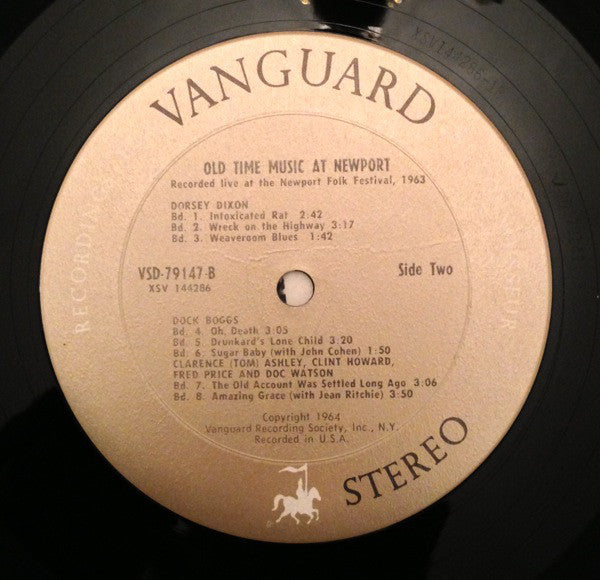 VANGUARD
OLD TIME MUSIC AT NEWPORT
Recorded live at the Newport Folk Festival, 1963
DORSEY DIXON
Bd. 1. Intoxicated Rat 2:42
Bd. 2. Wreck on the Highway 3:17
Bd. 3. Weaveroom Blues 1:42
VSD-79147-B
XSV 144286
Side Two
DOCK BOGGS
Bd. 4. Oh, Death 3:05
Bd. 5. Drunkard's Lone Child 3:20
Bd. 6. Sugar Baby (with John Cohen) 1:50
CLARENCE (TOM) ASHLEY, CLINT HOWARD,
FRED PRICE AND DOC WATSON
Bd. 7. The Old Account Was Settled Long Ago 3:06
Bd. 8. Amazing Grace (with Jean Ritchie) 3:50
Copyright 1964
Vanguard Recording Society, Inc., N.Y.
Recorded in U.S.A.
STEREO